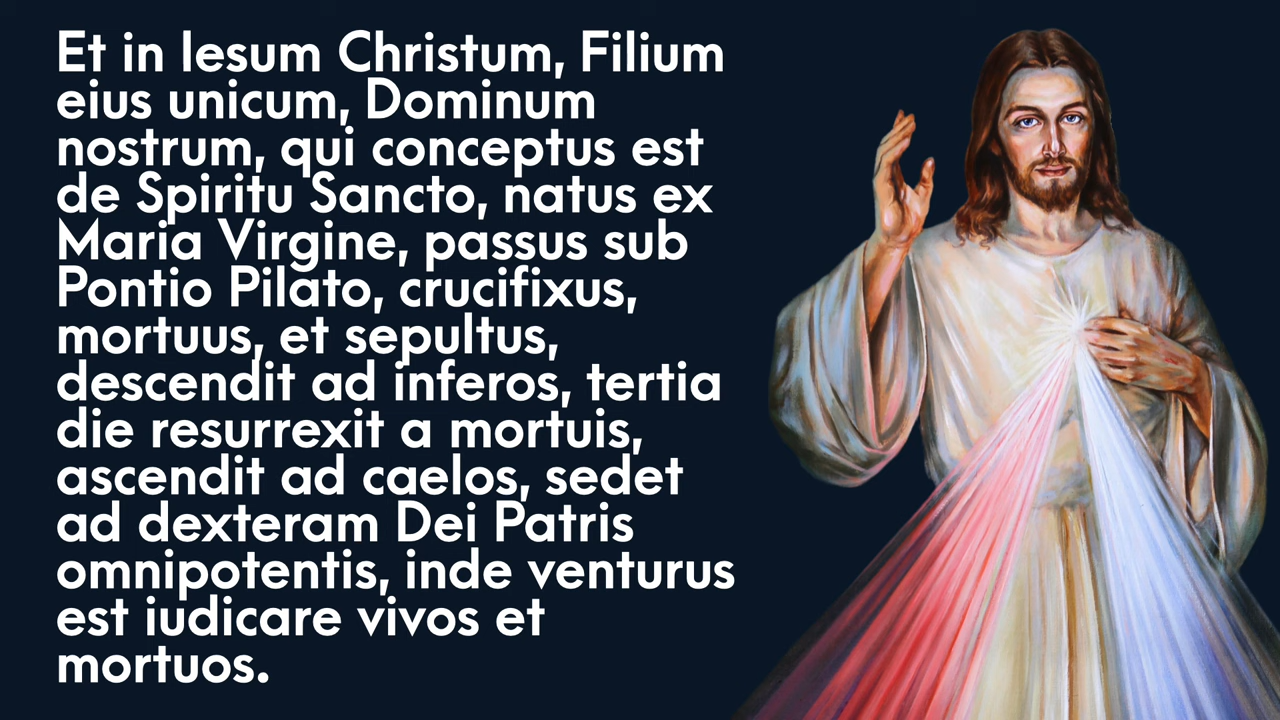 Et in Iesum Christum, Filium
eius unicum, Dominum
nostrum, qui conceptus est
de Spiritu Sancto, natus ex
Maria Virgine, passus sub
Pontio Pilato, crucifixus,
mortuus, et sepultus,
descendit ad inferos, tertia
die resurrexit a mortuis,
ascendit ad caelos, sedet
ad dexteram Dei Patris
omnipotentis, inde venturus
est iudicare vivos et
mortuos.